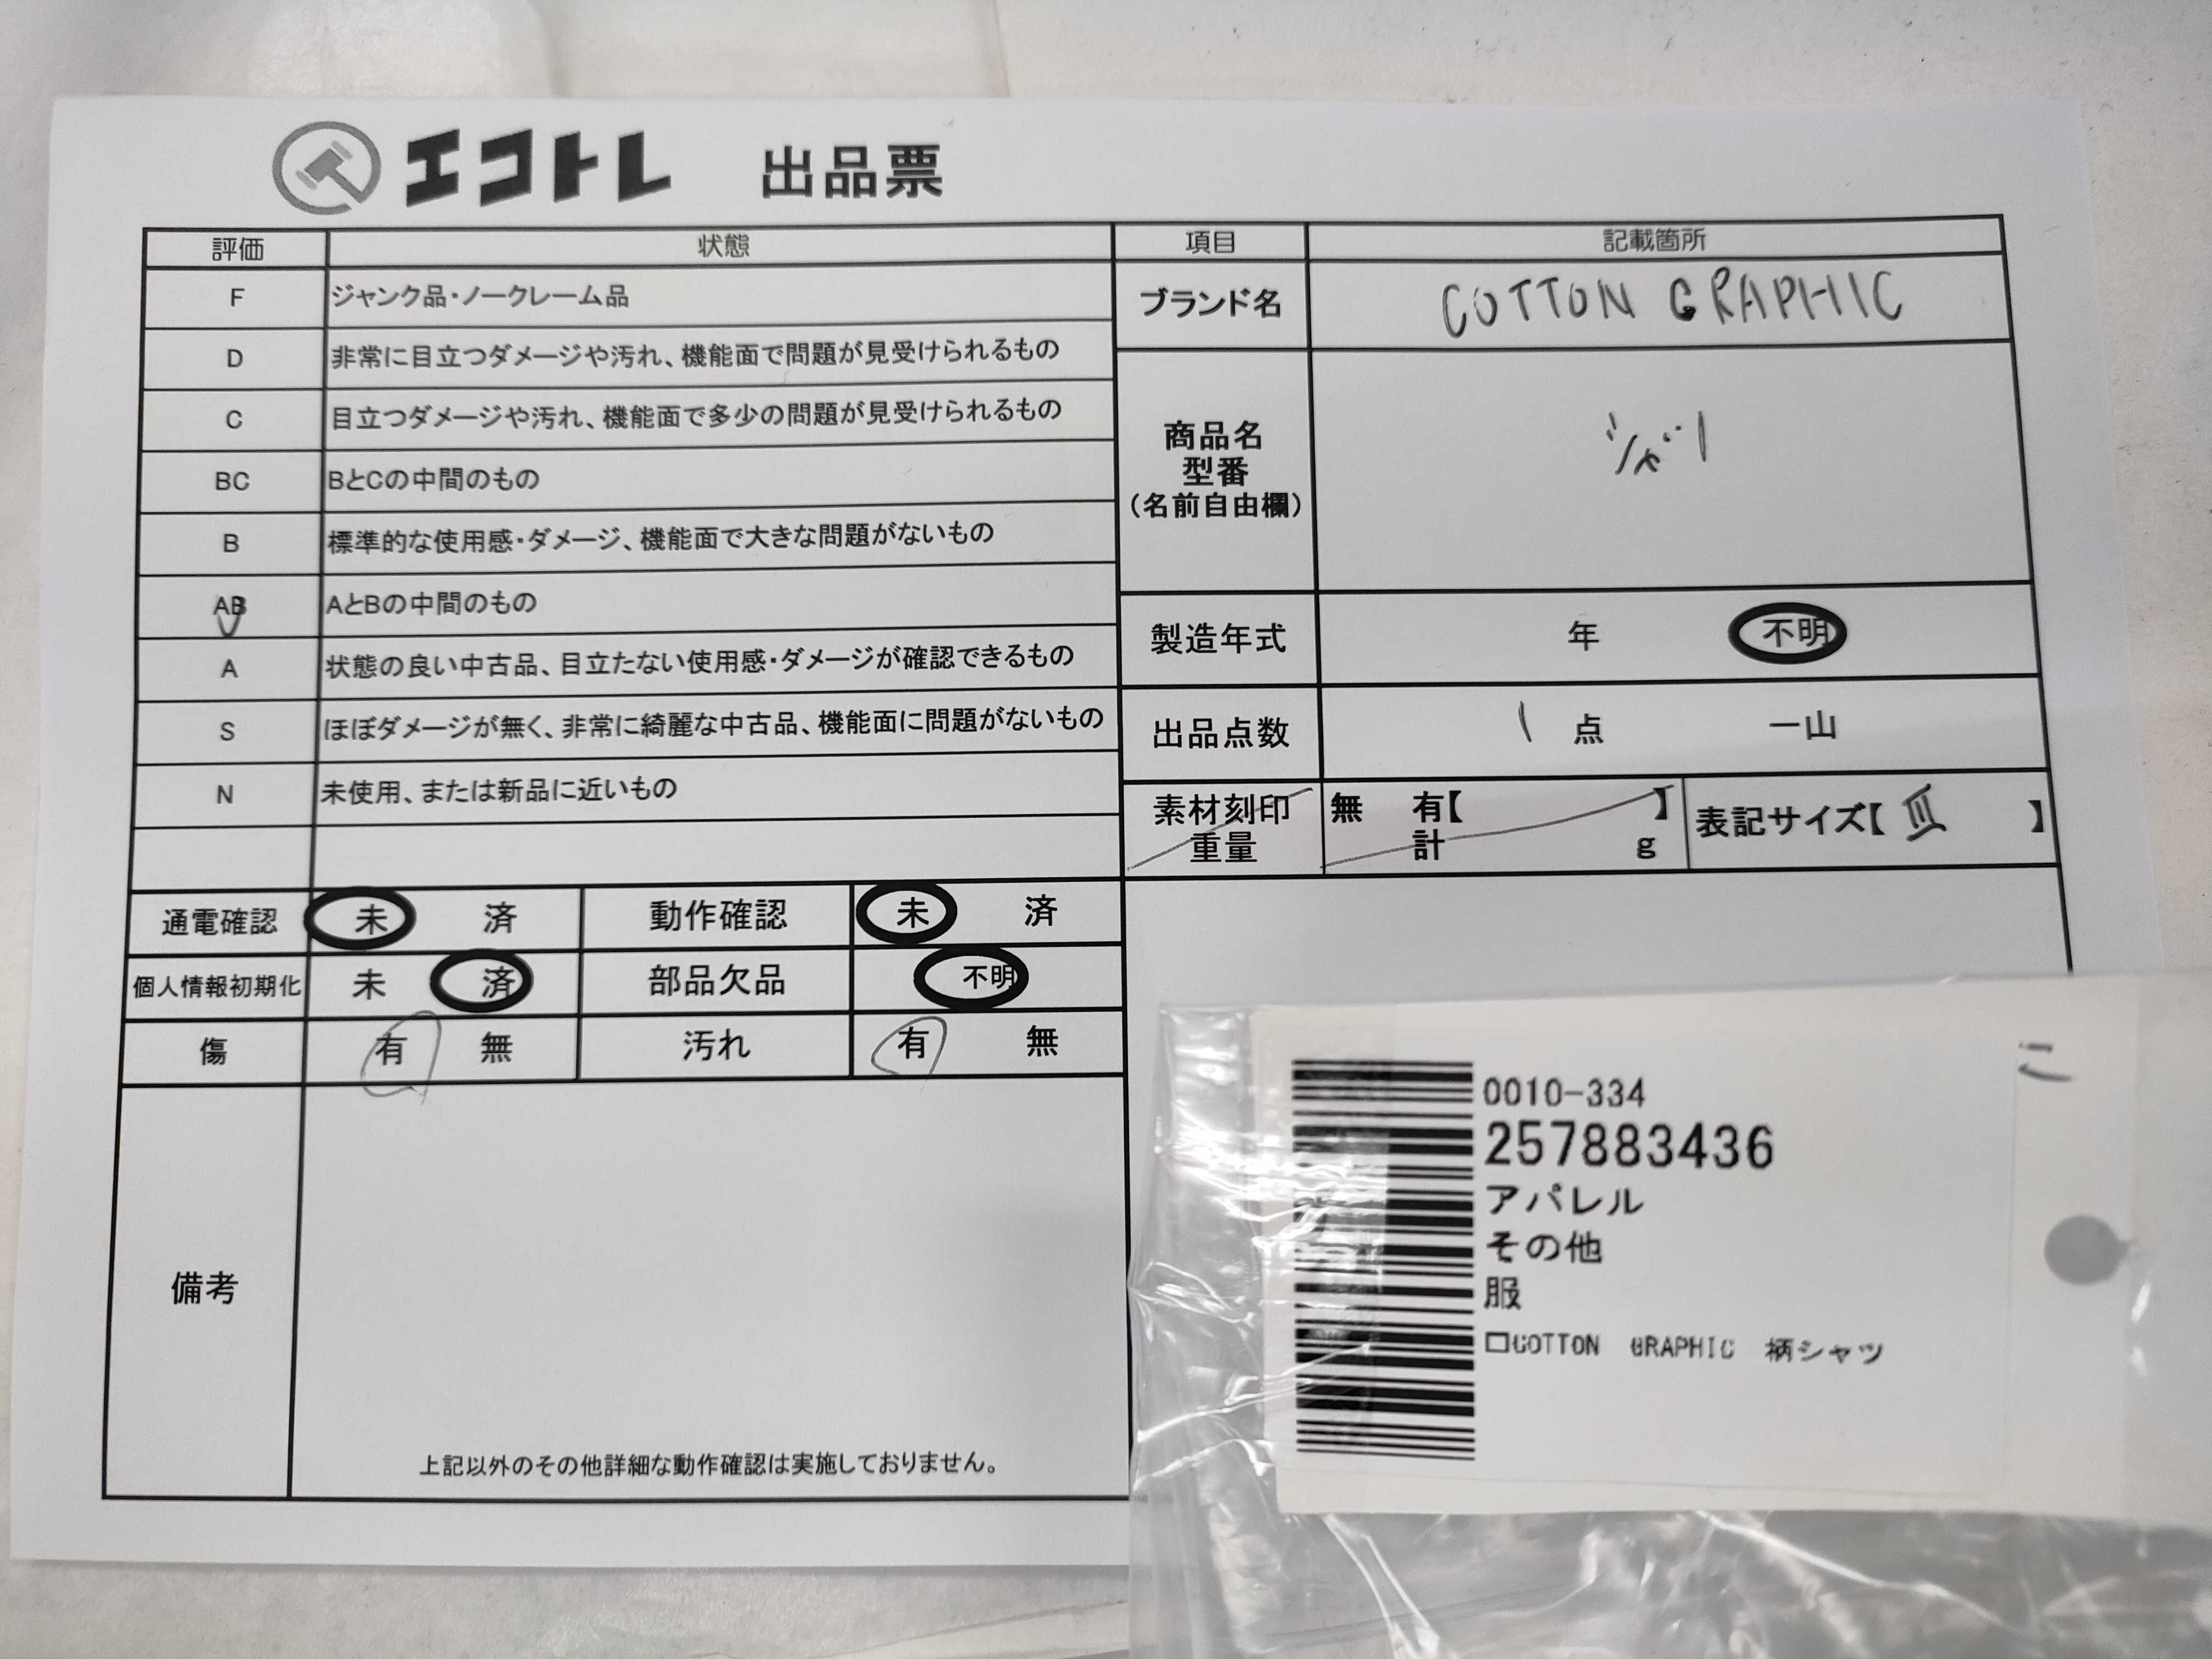 エコトレ 出品票
評価 状態 項目 記載箇所
F ジャンク品・ノークレーム品
D 非常に目立つダメージや汚れ、機能面で問題が見受けられるもの
C 目立つダメージや汚れ、機能面で多少の問題が見受けられるもの
BC BとCの中間のもの
B 標準的な使用感・ダメージ、機能面で大きな問題がないもの
AB AとBの中間のもの
A 状態の良い中古品、目立たない使用感・ダメージが確認できるもの
S ほぼダメージが無く、非常に綺麗な中古品、機能面に問題がないもの
N 未使用、または新品に近いもの
ブランド名 COTTON GRAPHIC
商品名
型番
(名前自由欄)
製造年式 年 不明
出品点数 1 点 一山
素材刻印 無 有【 】
重量 計 g
表記サイズ【 Ⅲ 】
通電確認 未 済 動作確認 未 済
個人情報初期化 未 済 部品欠品 不明
傷 有 無 汚れ 有 無
備考
上記以外のその他詳細な動作確認は実施しておりません。
0010-334
257883436
アパレル
その他
服
□COTTON GRAPHIC 柄シャツ